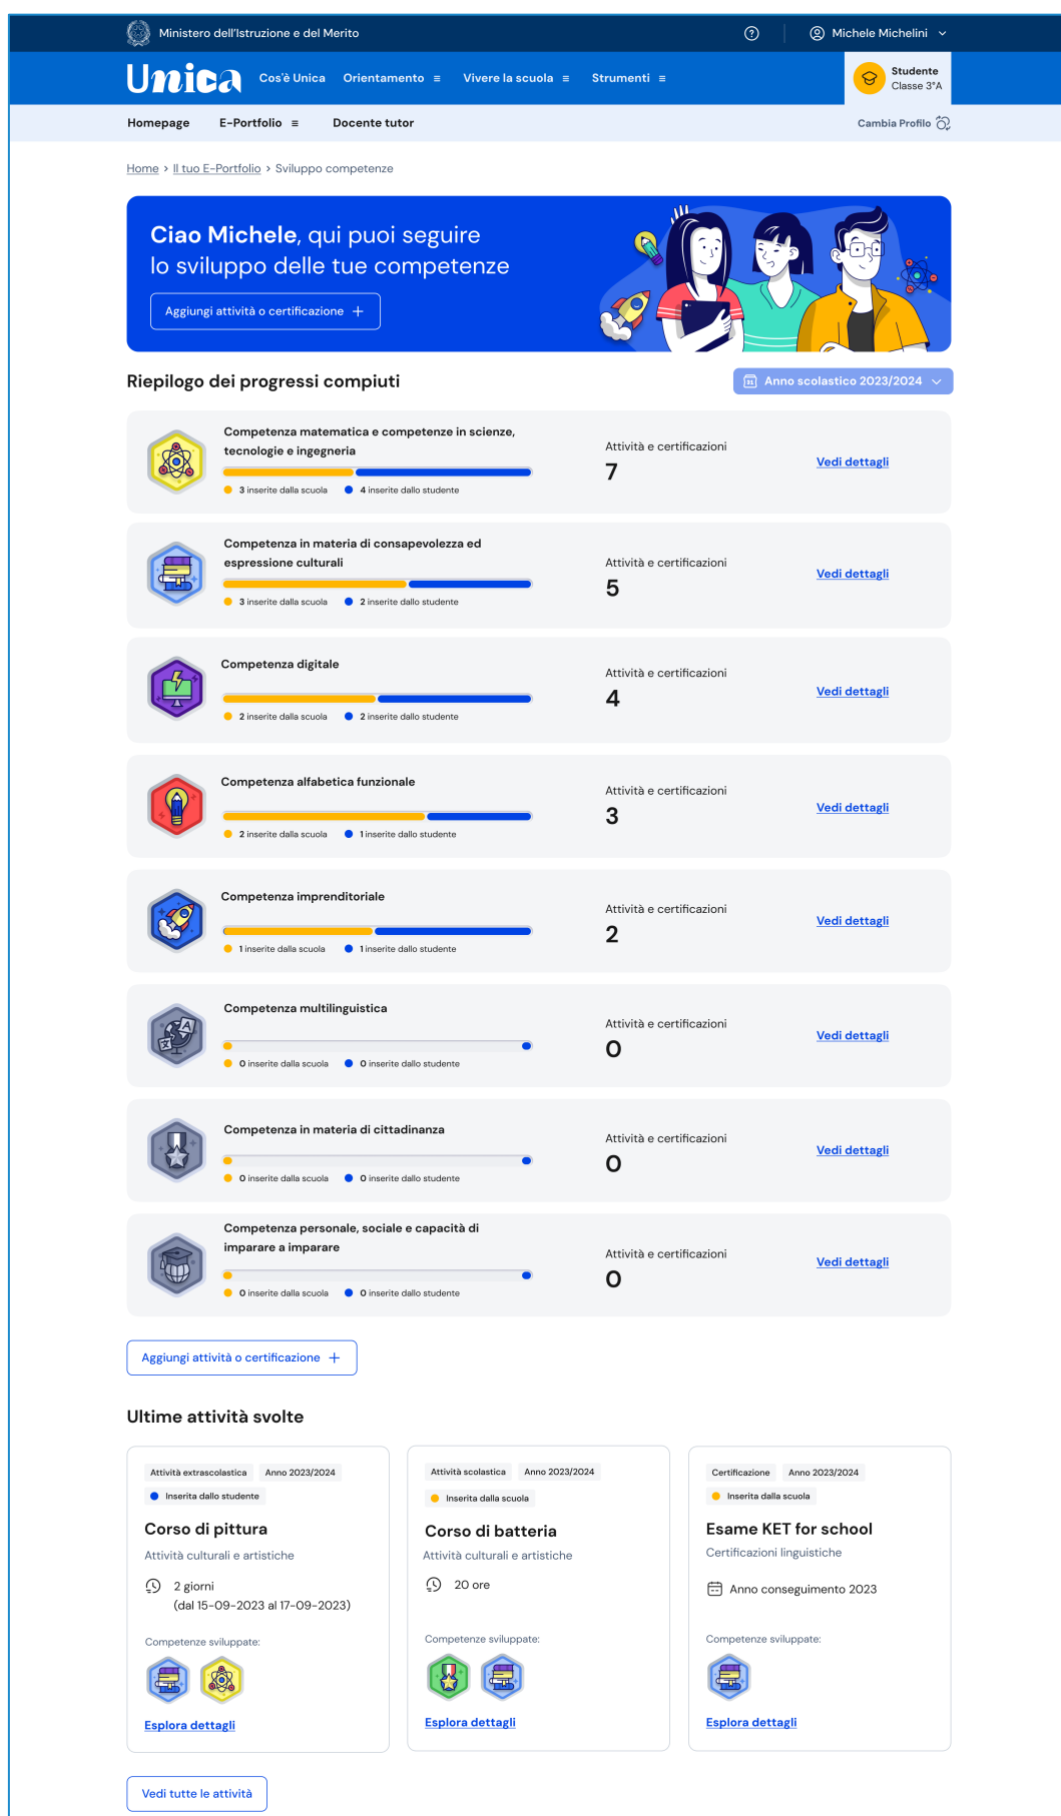 Ministero dell'Istruzione e del Merito
Michele Michelini
Unica Cos'è Unica Orientamento Vivere la scuola Strumenti
Studente
Classe 3ªA
Homepage E-Portfolio Docente tutor
Cambia Profilo
Home > Il tuo E-Portfolio > Sviluppo competenze
Ciao Michele, qui puoi seguire
lo sviluppo delle tue competenze
Aggiungi attività o certificazione +
Riepilogo dei progressi compiuti
Anno scolastico 2023/2024
Competenza matematica e competenze in scienze,
tecnologie e ingegneria
3 inserite dalla scuola 4 inserite dallo studente
Attività e certificazioni
7
Vedi dettagli
Competenza in materia di consapevolezza ed
espressione culturali
3 inserite dalla scuola 2 inserite dallo studente
Attività e certificazioni
5
Vedi dettagli
Competenza digitale
2 inserite dalla scuola 2 inserite dallo studente
Attività e certificazioni
4
Vedi dettagli
Competenza alfabetica funzionale
2 inserite dalla scuola 1 inserite dallo studente
Attività e certificazioni
3
Vedi dettagli
Competenza imprenditoriale
1 inserite dalla scuola 1 inserite dallo studente
Attività e certificazioni
2
Vedi dettagli
Competenza multilinguistica
0 inserite dalla scuola 0 inserite dallo studente
Attività e certificazioni
0
Vedi dettagli
Competenza in materia di cittadinanza
0 inserite dalla scuola 0 inserite dallo studente
Attività e certificazioni
0
Vedi dettagli
Competenza personale, sociale e capacità di
imparare a imparare
0 inserite dalla scuola 0 inserite dallo studente
Attività e certificazioni
0
Vedi dettagli
Aggiungi attività o certificazione +
Ultime attività svolte
Attività extrascolastica Anno 2023/2024
Inserita dallo studente
Corso di pittura
Attività culturali e artistiche
2 giorni
(dal 15-09-2023 al 17-09-2023)
Competenze sviluppate:
Esplora dettagli
Attività scolastica Anno 2023/2024
Inserita dalla scuola
Corso di batteria
Attività culturali e artistiche
20 ore
Competenze sviluppate:
Esplora dettagli
Certificazione Anno 2023/2024
Inserita dalla scuola
Esame KET for school
Certificazioni linguistiche
Anno conseguimento 2023
Competenze sviluppate:
Esplora dettagli
Vedi tutte le attività